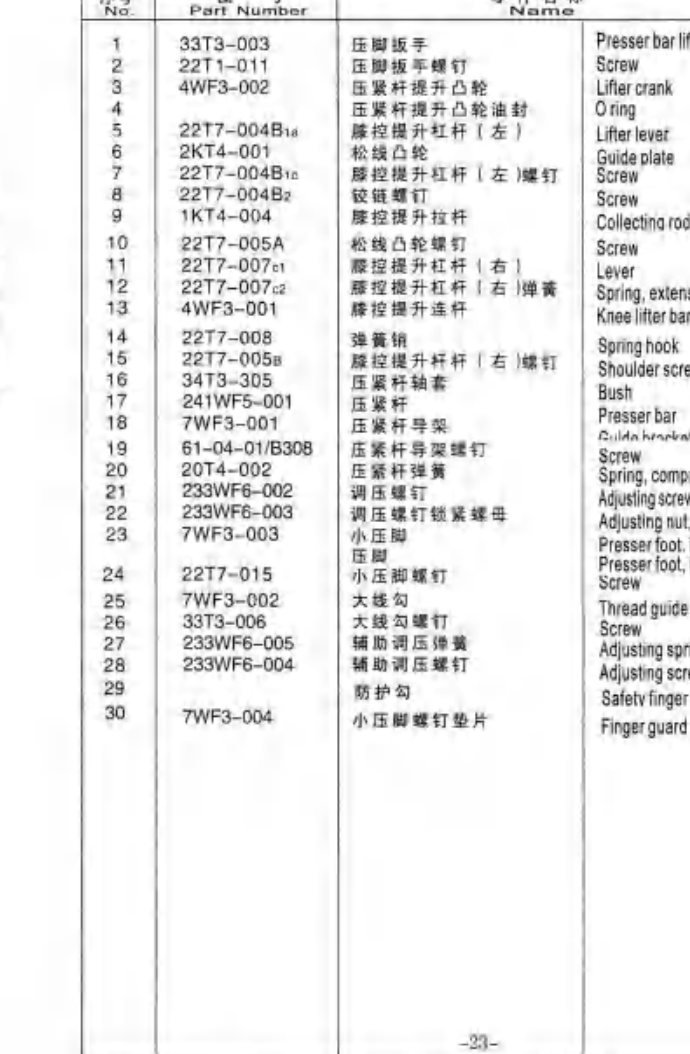 No. Part Number Name
1 33T3-003 压脚扳手 Presser bar lif
2 22T1-011 压脚扳手螺钉 Screw
3 4WF3-002 压紧杆提升凸轮 Lifter crank
4 压紧杆提升凸轮油封 O ring
5 22T7-004B1a 膝控提升杠杆(左) Lifter lever
6 2KT4-001 松线凸轮 Guide plate
7 22T7-004B1c 膝控提升杠杆(左)螺钉 Screw
8 22T7-004B2 铰链螺钉 Screw
9 1KT4-004 膝控提升拉杆 Collecting rod
10 22T7-005A 松线凸轮螺钉 Screw
11 22T7-007c1 膝控提升杠杆(右) Lever
12 22T7-007c2 膝控提升杠杆(右)弹簧 Spring, extens
13 4WF3-001 膝控提升连杆 Knee lifter bar
14 22T7-008 弹簧销 Spring hook
15 22T7-005B 膝控提升杆杆(右)螺钉 Shoulder scre
16 34T3-305 压紧杆轴套 Bush
17 241WF5-001 压紧杆 Presser bar
18 7WF3-001 压紧杆导架 Guide bracket
19 61-04-01/B308 压紧杆导架螺钉 Screw
20 20T4-002 压紧杆弹簧 Spring, compr
21 233WF6-002 调压螺钉 Adjusting screw
22 233WF6-003 调压螺钉锁紧螺母 Adjusting nut,
23 7WF3-003 小压脚 Presser foot.
压脚 Presser foot,
24 22T7-015 小压脚螺钉 Screw
25 7WF3-002 大线勾 Thread guide
26 33T3-006 大线勾螺钉 Screw
27 233WF6-005 辅助调压弹簧 Adjusting spri
28 233WF6-004 辅助调压螺钉 Adjusting scre
29 防护勾 Safety finger
30 7WF3-004 小压脚螺钉垫片 Finger guard
-23-